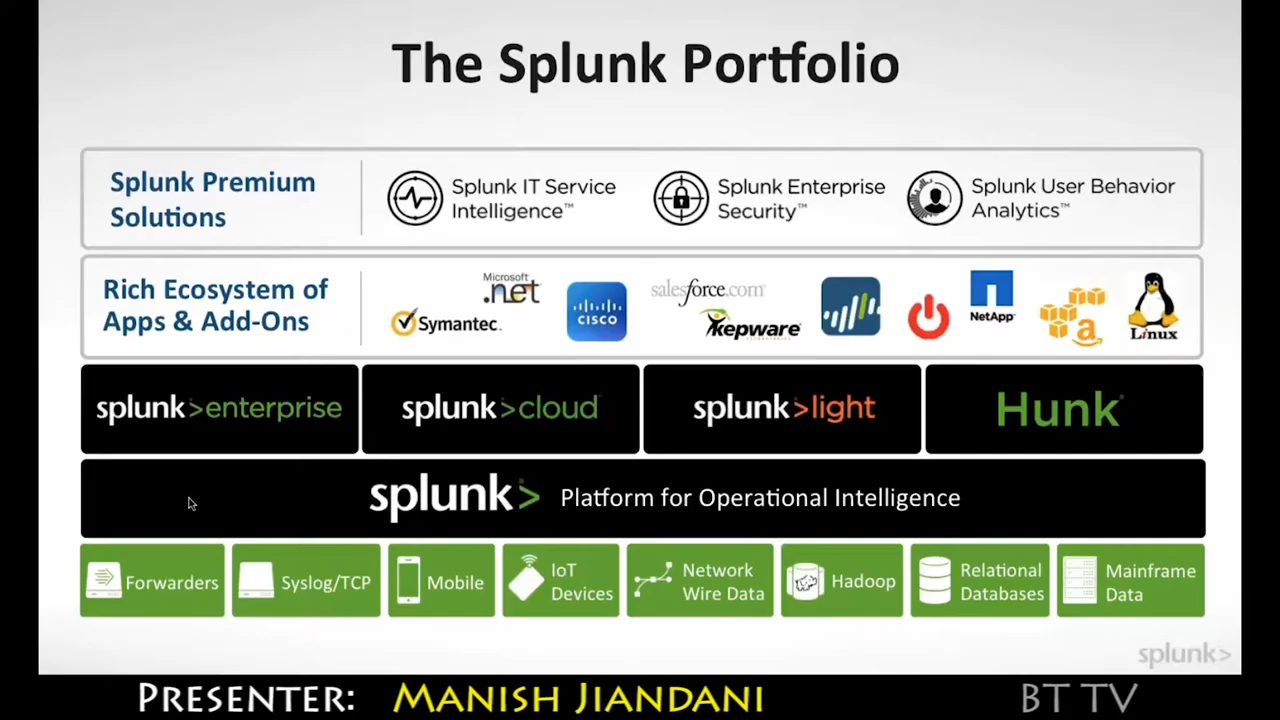 The Splunk Portfolio
Splunk Premium
Solutions
Splunk IT Service
Intelligence™
Splunk Enterprise
Security™
Splunk User Behavior
Analytics™
Rich Ecosystem of
Apps & Add-Ons
Microsoft
.net
Symantec.
CISCO
salesforce.com
kepware
NetApp
a
Linux
splunk>enterprise
splunk>cloud
splunk>light
Hunk
splunk> Platform for Operational Intelligence
Forwarders
Syslog/TCP
Mobile
IoT
Devices
Network
Wire Data
Hadoop
Relational
Databases
Mainframe
Data
splunk>
PRESENTER: MANISH JIANDANI
BT TV